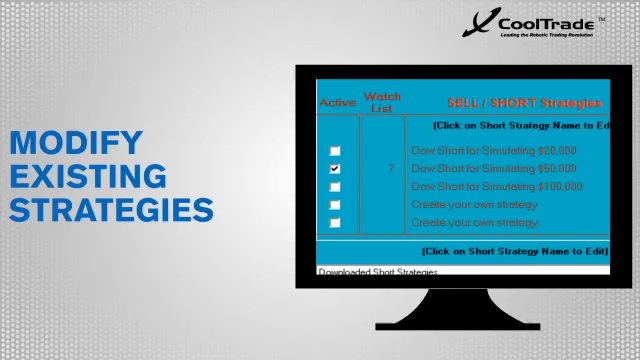 CoolTrade™
Leading the Robotic Trading Revolution
MODIFY
EXISTING
STRATEGIES
Active
Watch
List
SELL / SHORT Strategies
(Click on Short Strategy Name to Ed
Dow Short for Simulating $20,000
7 Dow Short for Simulating $50,000
Dow Short for Simulating $100,000
Create your own strategy
Create your own strategy
(Click on Short Strategy Name to Edit)
Downloaded Short Strategies